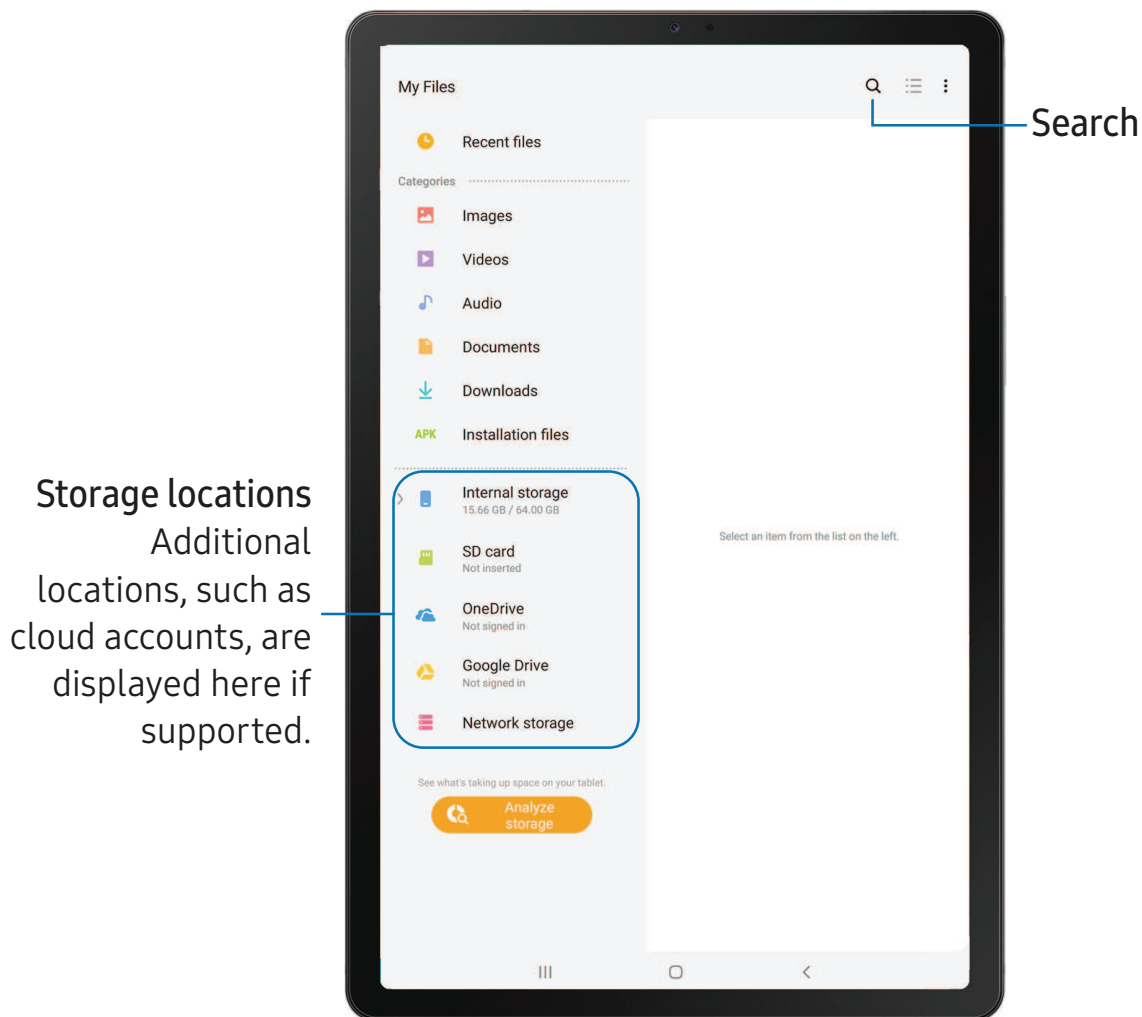 My Files
Search
Recent files
Categories
Images
Videos
Audio
Documents
Downloads
APK Installation files
Storage locations
Additional
locations, such as
cloud accounts, are
displayed here if
supported.
Internal storage
15.66 GB / 64.00 GB
SD card
Not inserted
OneDrive
Not signed in
Google Drive
Not signed in
Network storage
Select an item from the list on the left.
See what's taking up space on your tablet.
Analyze
storage